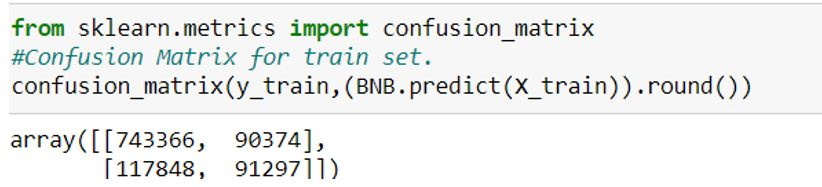 from sklearn.metrics import confusion_matrix
#Confusion Matrix for train set.
confusion_matrix(y_train,(BNB.predict(X_train)).round())
array([[743366,  90374],
       [117848,  91297]])